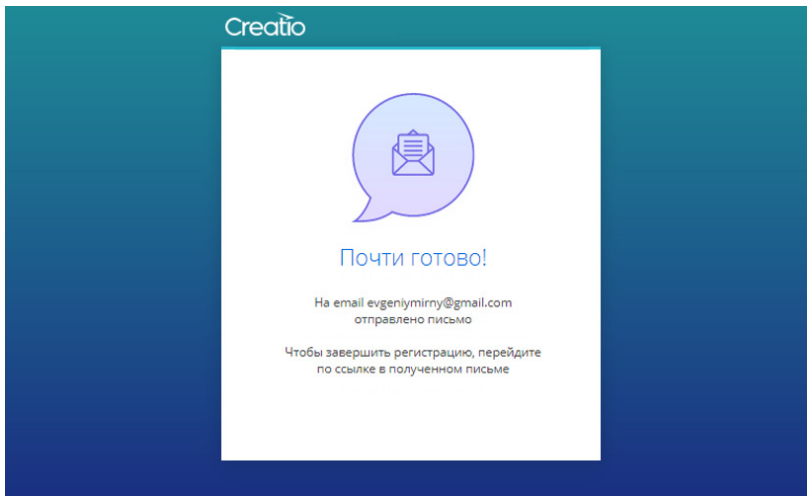 Creatio
Почти готово!
На email evgeniymirny@gmail.com
отправлено письмо
Чтобы завершить регистрацию, перейдите
по ссылке в полученном письме